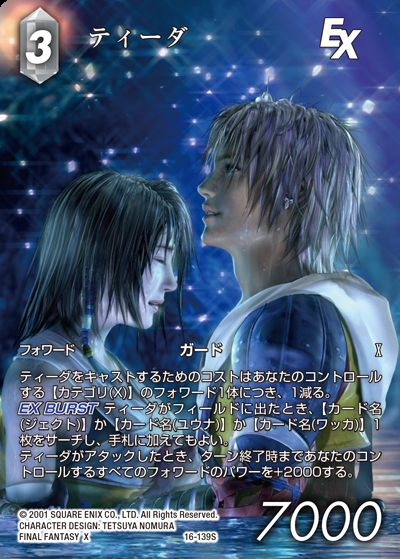 3 ティーダ EX
フォワード ガード X
ティーダをキャストするためのコストはあなたのコントロール
する【カテゴリ(X)】のフォワード1体につき、1減る。
EX BURST ティーダがフィールドに出たとき、【カード名
(ジェクト)】か【カード名(ユウナ)】か【カード名(ワッカ)】1
枚をサーチし、手札に加えてもよい。
ティーダがアタックしたとき、ターン終了時まであなたのコン
トロールするすべてのフォワードのパワーを+2000する。
© 2001 SQUARE ENIX CO., LTD. All Rights Reserved.
CHARACTER DESIGN: TETSUYA NOMURA
FINAL FANTASY X 16-139S
7000